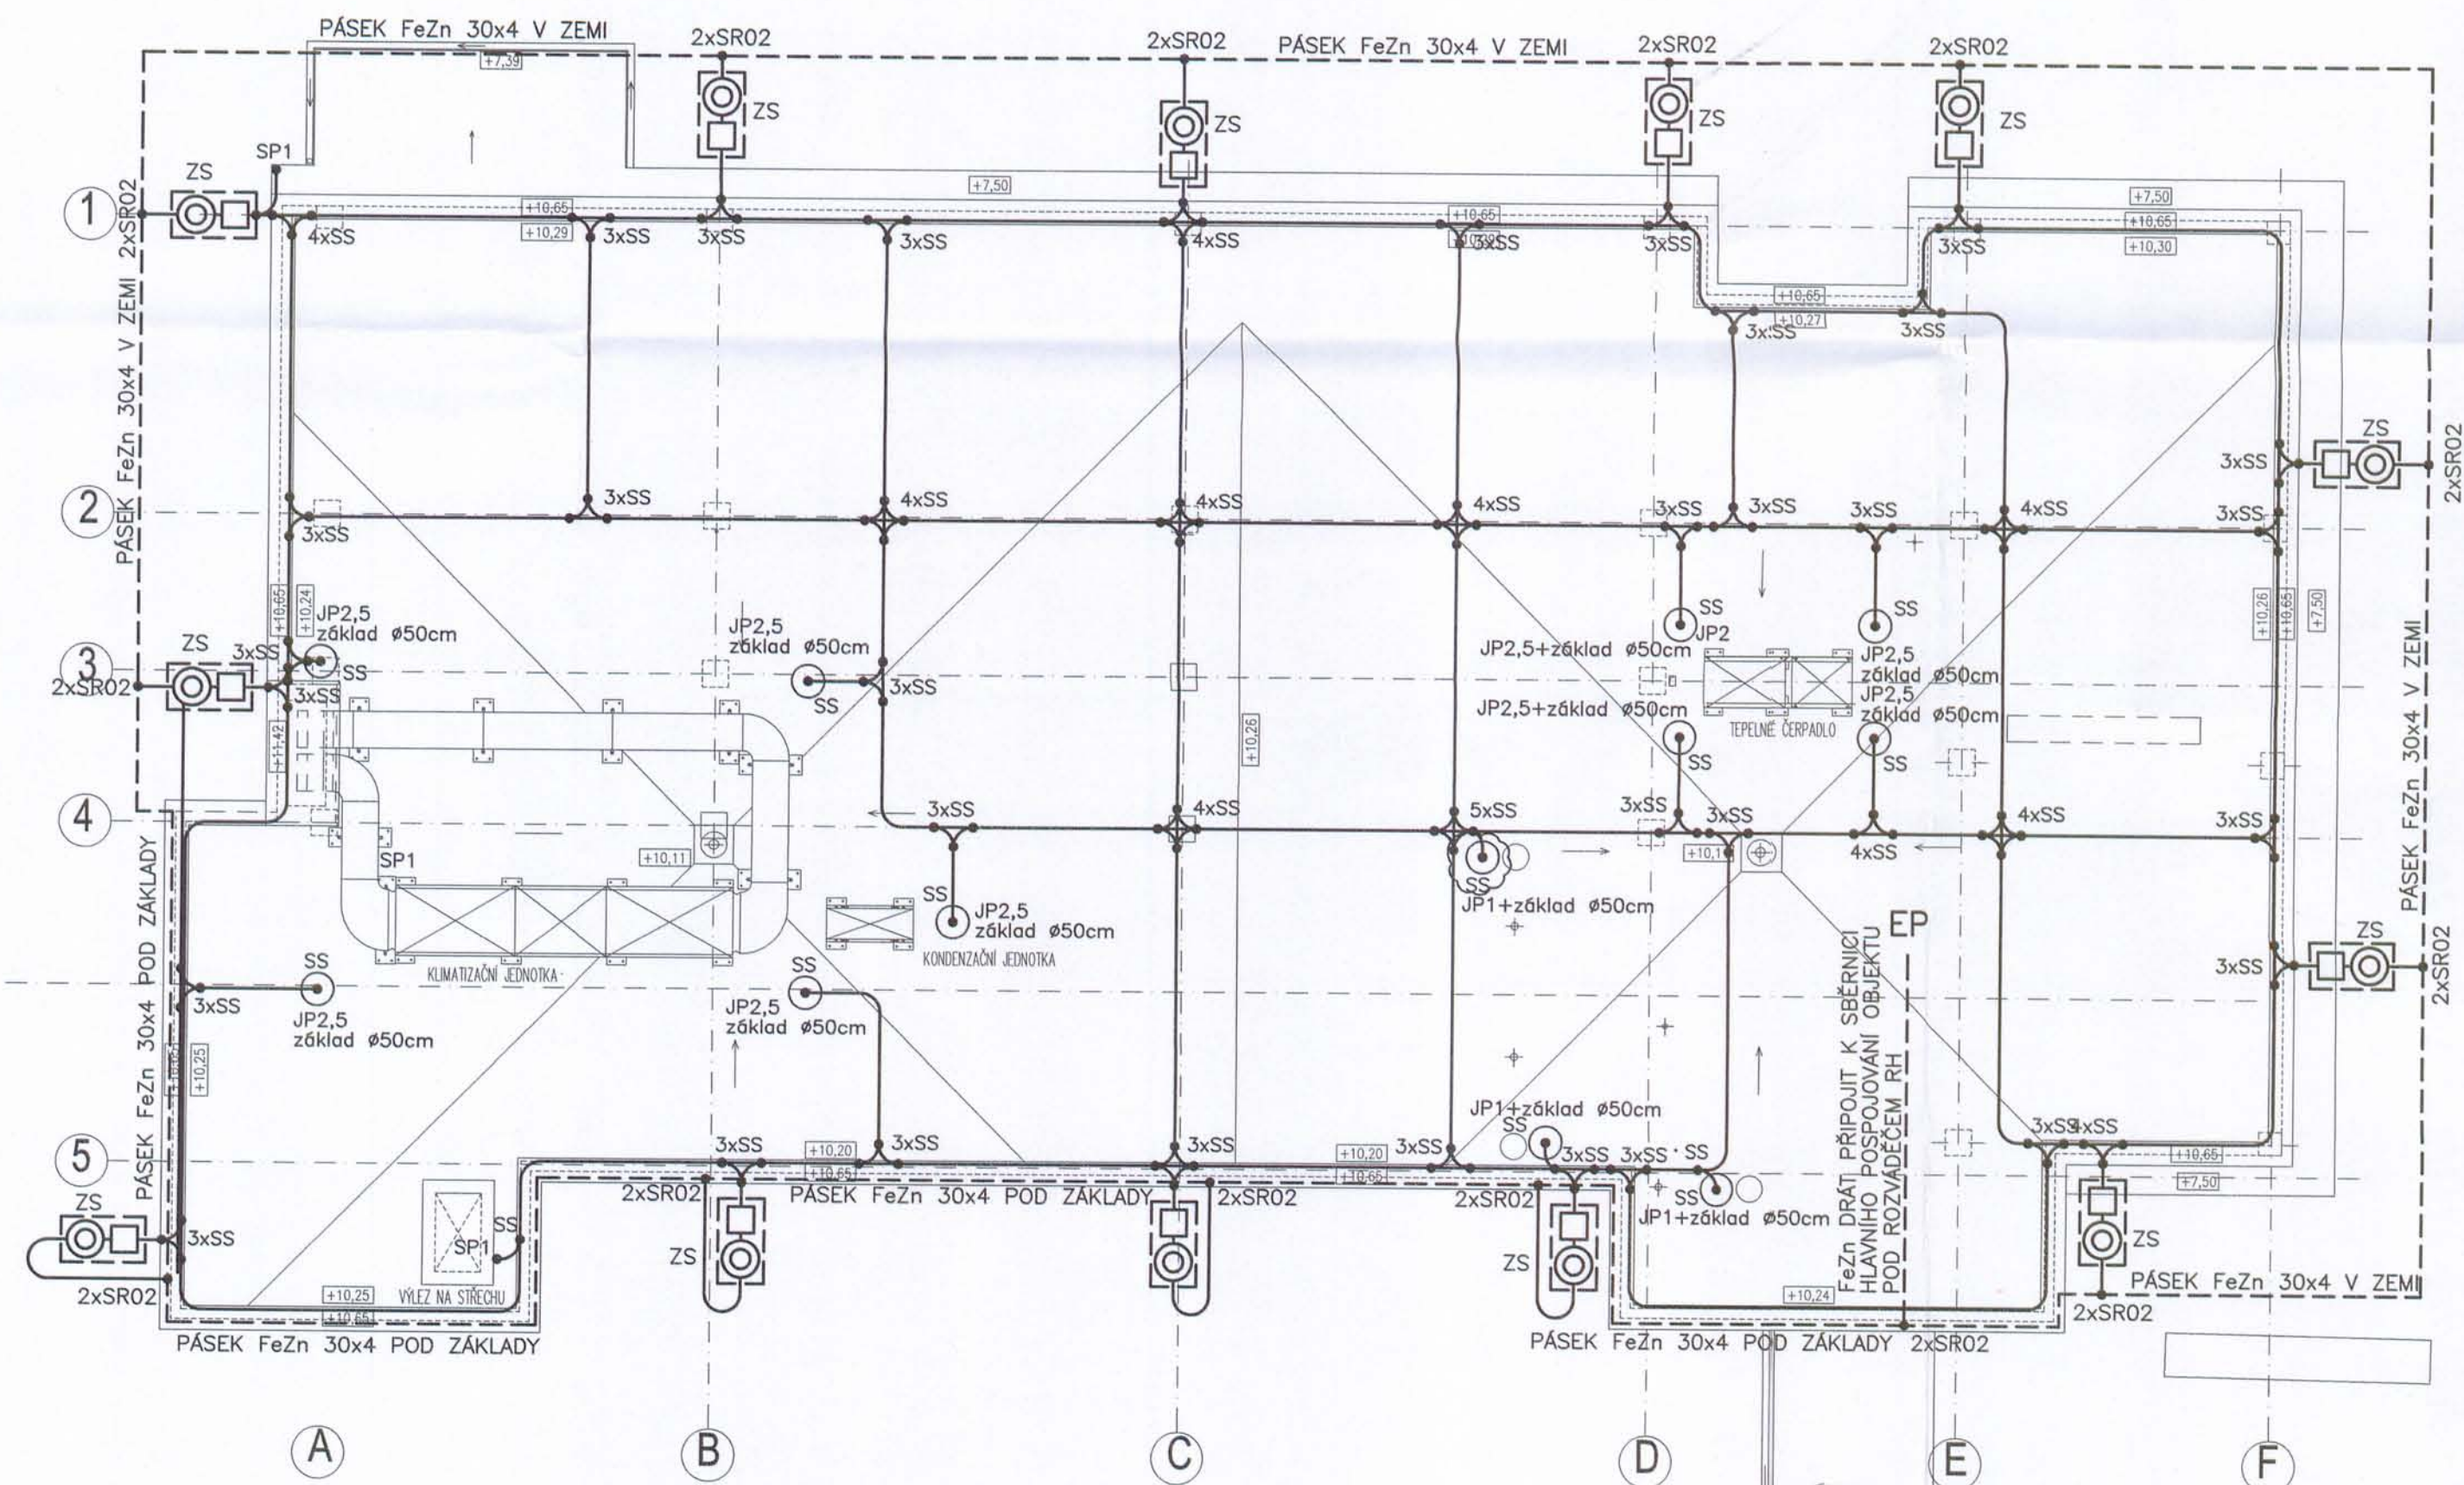 PÁSEK FeZn 30x4 V ZEMI
2xSR02
2xSR02
PÁSEK FeZn 30x4 V ZEMI
2xSR02
2xSR02
+7,39
ZS
ZS
ZS
ZS
SP1
ZS
+7,50
+7,50
1
2xSR02
+10,65
+10,65
+10,65
4xSS
+10,29
3xSS
3xSS
3xSS
4xSS
3xSS
3xSS
3xSS
+10,30
PÁSEK FeZn 30x4 V ZEMI
+10,65
3xSS
+10,27
3xSS
ZS
3xSS
2xSR02
2
3xSS
3xSS
4xSS
4xSS
4xSS
3xSS
3xSS
3xSS
4xSS
3xSS
+10,65
+10,24
JP2,5
základ ø50cm
JP2,5
základ ø50cm
SS
JP2
SS
+10,26
+10,65
+7,50
3
ZS
3xSS
SS
2xSR02
3xSS
SS
3xSS
JP2,5+základ ø50cm
JP2,5
základ ø50cm
JP2,5+základ ø50cm
JP2,5
základ ø50cm
TEPELNÉ ČERPADLO
SS
SS
+11,42
+10,26
PÁSEK FeZn 30x4 V ZEMI
4
3xSS
4xSS
5xSS
3xSS
3xSS
4xSS
4xSS
3xSS
SP1
+10,11
SS
JP1+základ ø50cm
SS
JP2,5
základ ø50cm
KLIMATIZAČNÍ JEDNOTKA
KONDENZAČNÍ JEDNOTKA
EP
PÁSEK FeZn 30x4 POD ZÁKLADY
FeZn DRÁT PŘIPOJIT K SBĚRNICI
HLAVNÍHO POSPOJOVÁNÍ OBJEKTU
POD ROZVÁDĚČEM RH
ZS
3xSS
2xSR02
SS
3xSS
JP2,5
základ ø50cm
SS
JP2,5
základ ø50cm
+10,25
JP1+základ ø50cm
SS
5
3xSS
+10,20
3xSS
+10,65
3xSS
+10,20
3xSS
+10,65
3xSS
3xSS
SS
3xSS
+10,65
+7,50
2xSR02
PÁSEK FeZn 30x4 POD ZÁKLADY
2xSR02
2xSR02
SS
JP1+základ ø50cm
ZS
3xSS
SS
SP1
2xSR02
ZS
ZS
ZS
+10,25
VÝLEZ NA STŘECHU
+10,65
+10,24
PÁSEK FeZn 30x4 V ZEMI
2xSR02
PÁSEK FeZn 30x4 POD ZÁKLADY
PÁSEK FeZn 30x4 POD ZÁKLADY
2xSR02
A
B
C
D
E
F